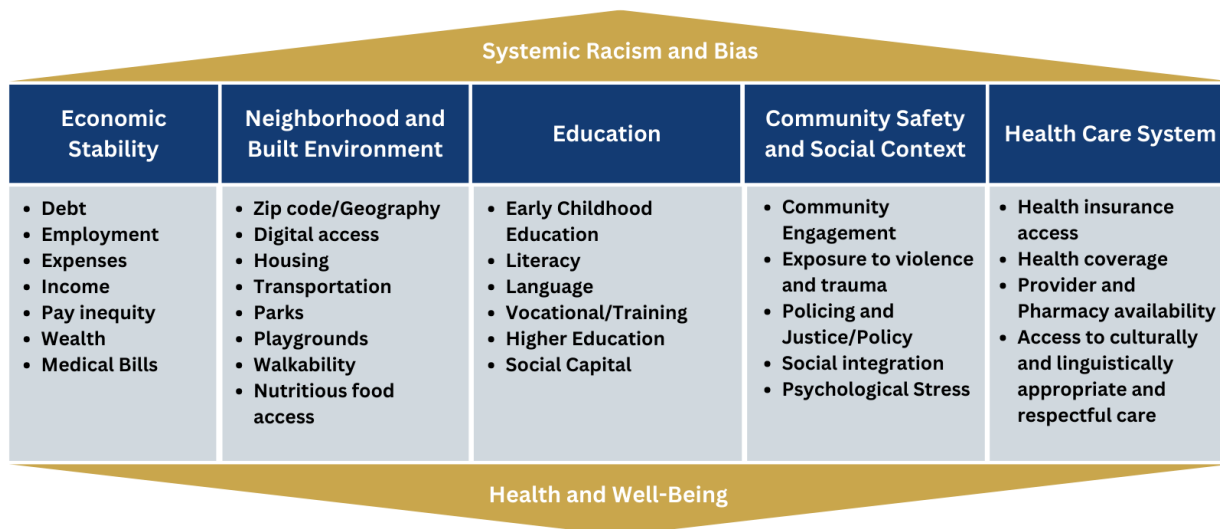 Systemic Racism and Bias
Economic
Stability
Neighborhood and
Built Environment
Education
Community Safety
and Social Context
Health Care System
• Debt
• Employment
• Expenses
• Income
• Pay inequity
• Wealth
• Medical Bills
• Zip code/Geography
• Digital access
• Housing
• Transportation
• Parks
• Playgrounds
• Walkability
• Nutritious food
access
• Early Childhood
Education
• Literacy
• Language
• Vocational/Training
• Higher Education
• Social Capital
• Community
Engagement
• Exposure to violence
and trauma
• Policing and
Justice/Policy
• Social integration
• Psychological Stress
• Health insurance
access
• Health coverage
• Provider and
Pharmacy availability
• Access to culturally
and linguistically
appropriate and
respectful care
Health and Well-Being